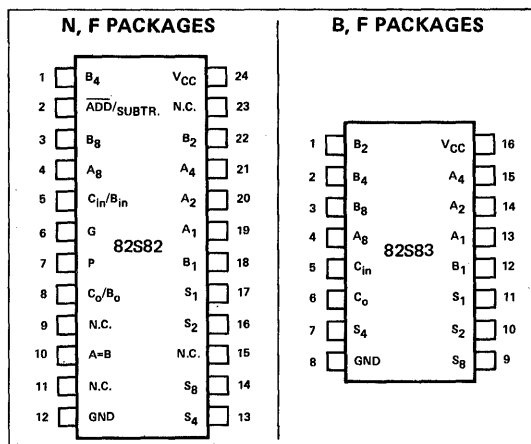 N, F PACKAGES
1 B4 VCC 24
2 ADD/SUBTR. N.C. 23
3 B8 B2 22
4 A8 A4 21
5 Cin/Bin A2 20
6 G A1 19
82S82
7 P B1 18
8 Co/Bo S1 17
9 N.C. S2 16
10 A=B N.C. 15
11 N.C. S8 14
12 GND S4 13
B, F PACKAGES
1 B2 VCC 16
2 B4 A4 15
3 B8 A2 14
4 A8 A1 13
82S83
5 Cin B1 12
6 Co S1 11
7 S4 S2 10
8 GND S8 9